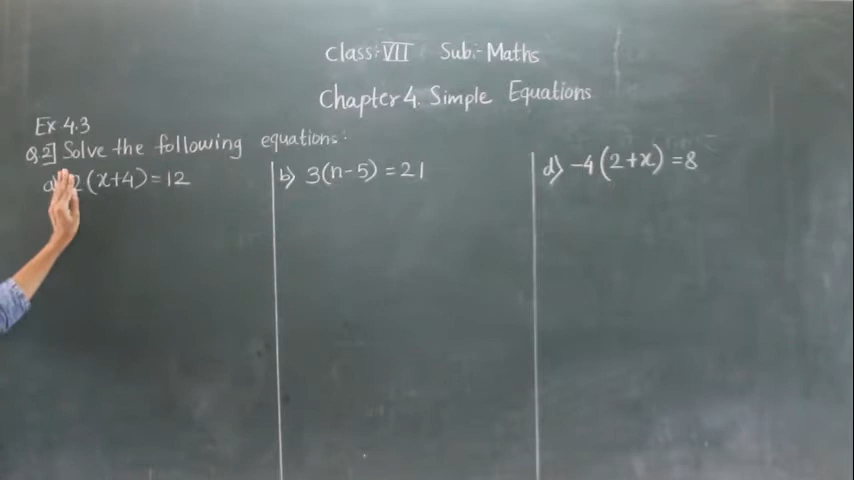 Class:- VII Sub:- Maths
Chapter 4. Simple Equations
Ex 4.3
Q.2] Solve the following equations:
a) 2(x+4)=12
b) 3(n-5)=21
d) -4(2+x)=8